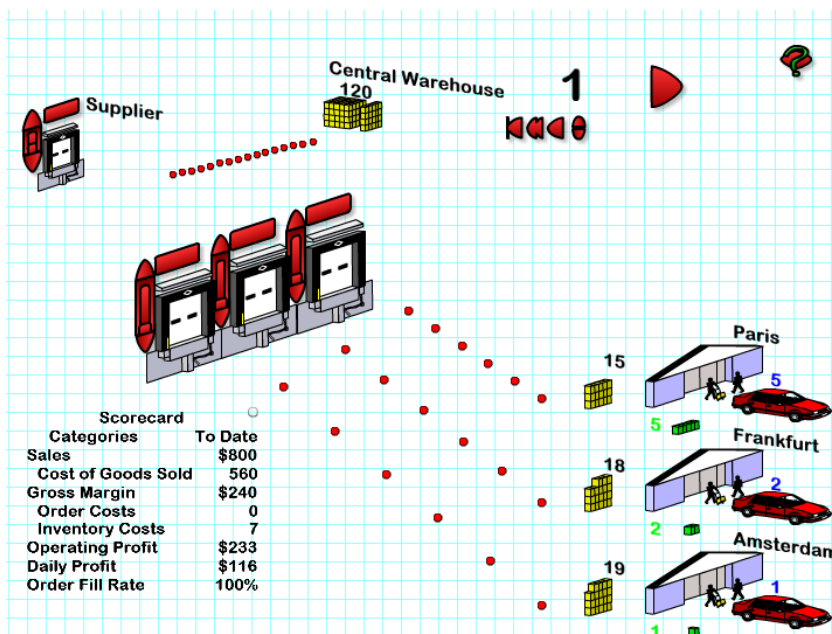 Supplier
Central Warehouse
120
1
?
Paris
15
5
5
Frankfurt
18
2
2
Amsterdam
19
1
1
Scorecard
Categories To Date
Sales $800
Cost of Goods Sold 560
Gross Margin $240
Order Costs 0
Inventory Costs 7
Operating Profit $233
Daily Profit $116
Order Fill Rate 100%